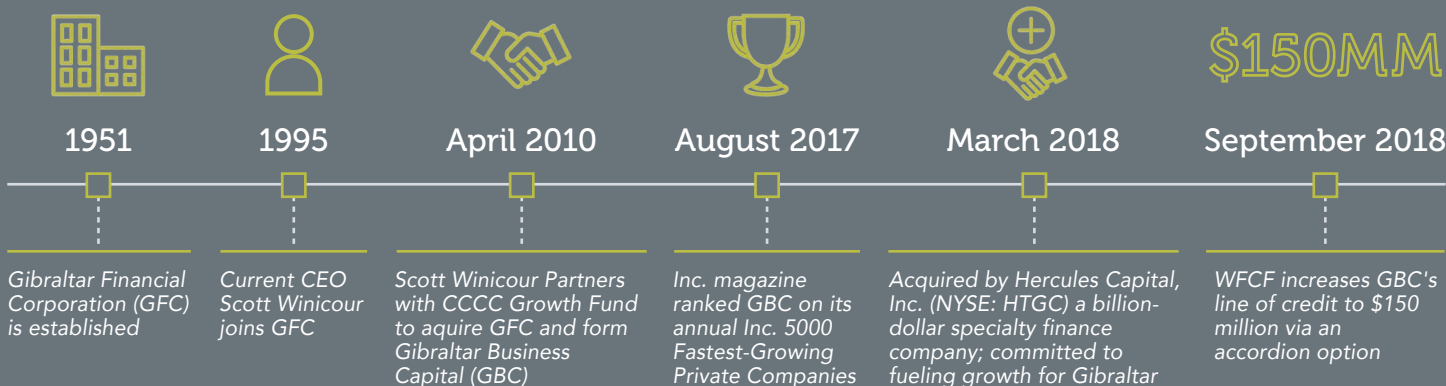 $150MM
1951
1995
April 2010
August 2017
March 2018
September 2018
Gibraltar Financial
Corporation (GFC)
is established
Current CEO
Scott Winicour
joins GFC
Scott Winicour Partners
with CCCC Growth Fund
to aquire GFC and form
Gibraltar Business
Capital (GBC)
Inc. magazine
ranked GBC on its
annual Inc. 5000
Fastest-Growing
Private Companies
Acquired by Hercules Capital,
Inc. (NYSE: HTGC) a billion-
dollar specialty finance
company; committed to
fueling growth for Gibraltar
WFCF increases GBC's
line of credit to $150
million via an
accordion option